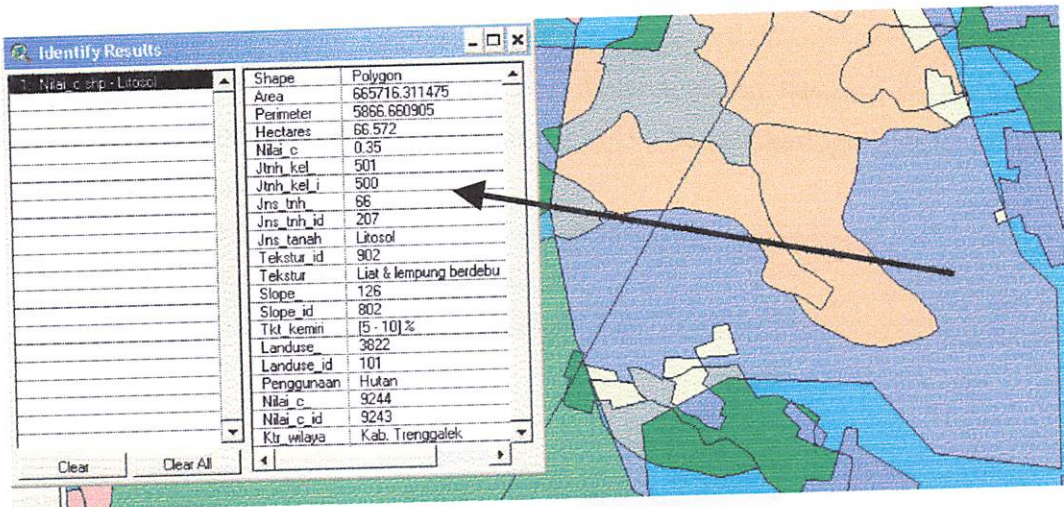 Identify Results
1: Nilai_c.shp - Litosol
Shape Polygon
Area 665716.311475
Perimeter 5866.660905
Hectares 66.572
Nilai_c 0.35
Jtnh_kel_ 501
Jtnh_kel_i 500
Jns_tnh_ 66
Jns_tnh_id 207
Jns_tanah Litosol
Tekstur_id 902
Tekstur Liat & lempung berdebu
Slope_ 126
Slope_id 802
Tkt_kemiri [5 - 10] %
Landuse_ 3822
Landuse_id 101
Penggunaan Hutan
Nilai_c_ 9244
Nilai_c_id 9243
Ktr_wilaya Kab. Trenggalek
Clear Clear All